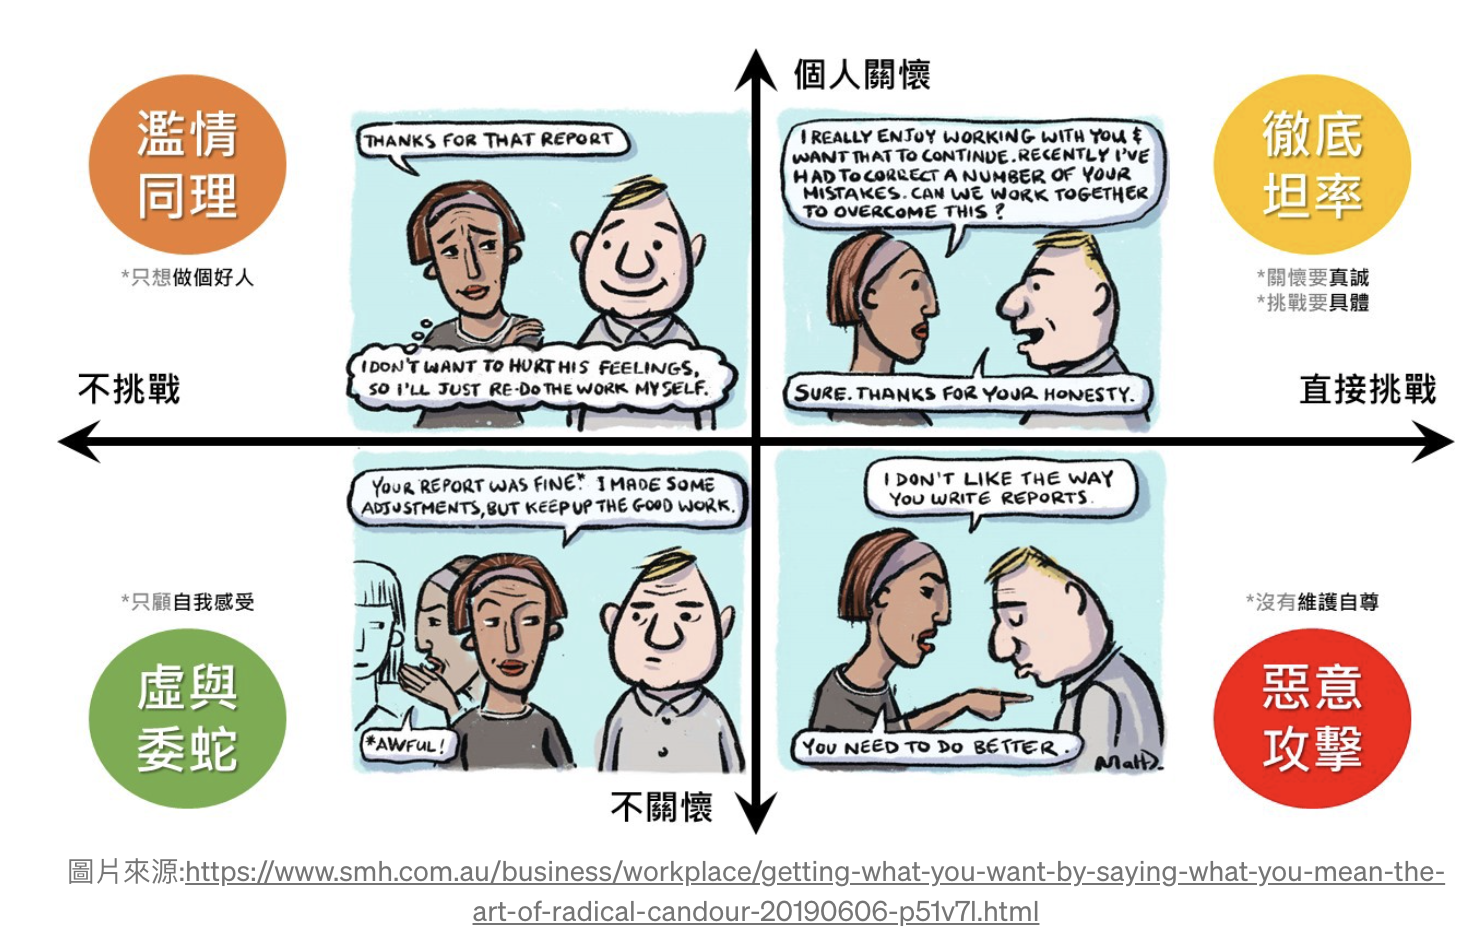 個人關懷
濫情
同理
*只想做個好人
THANKS FOR THAT REPORT
I DON'T WANT TO HURT HIS FEELINGS,
SO I'LL JUST RE-DO THE WORK MYSELF.
I REALLY ENJOY WORKING WITH YOU &
WANT THAT TO CONTINUE. RECENTLY I'VE
HAD TO CORRECT A NUMBER OF YOUR
MISTAKES. CAN WE WORK TOGETHER
TO OVERCOME THIS?
SURE. THANKS FOR YOUR HONESTY.
徹底
坦率
*關懷要真誠
*挑戰要具體
不挑戰
直接挑戰
*只顧自我感受
虛與
委蛇
YOUR REPORT WAS FINE.* I MADE SOME
ADJUSTMENTS, BUT KEEP UP THE GOOD WORK.
*AWFUL!
I DON'T LIKE THE WAY
YOU WRITE REPORTS.
YOU NEED TO DO BETTER.
MattD.
*沒有維護自尊
惡意
攻擊
不關懷
圖片來源:https://www.smh.com.au/business/workplace/getting-what-you-want-by-saying-what-you-mean-the-
art-of-radical-candour-20190606-p51v7l.html